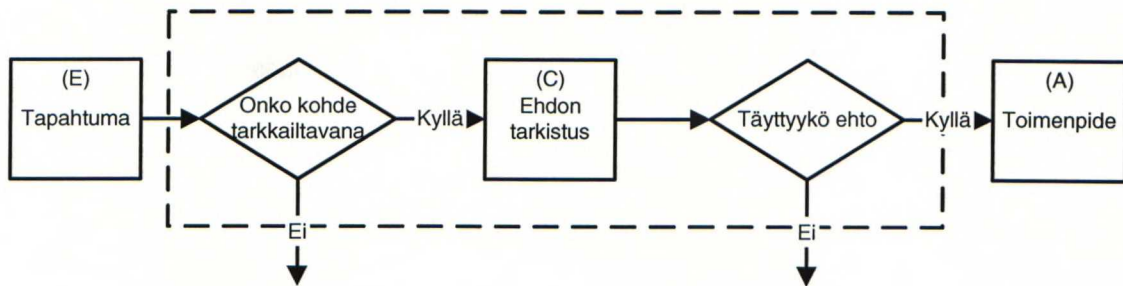 (E)
Tapahtuma
Onko kohde
tarkkailtavana
Kyllä
(C)
Ehdon
tarkistus
Täyttyykö ehto
Kyllä
(A)
Toimenpide
Ei
Ei